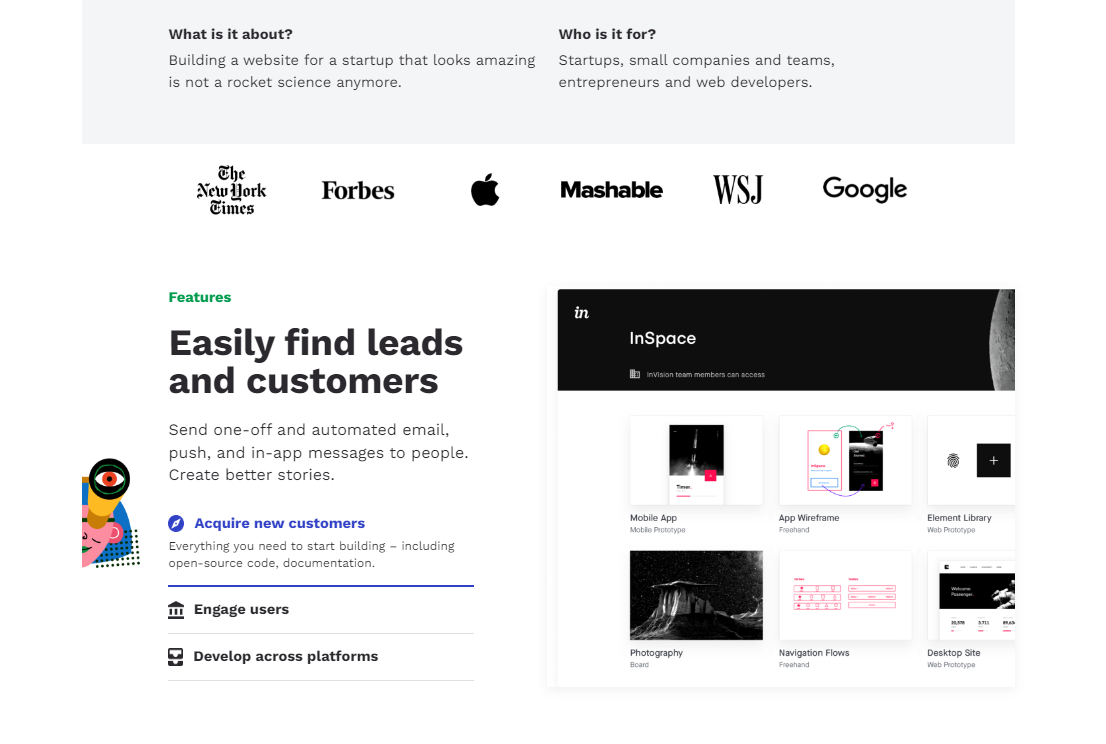 What is it about?
Building a website for a startup that looks amazing
is not a rocket science anymore.
Who is it for?
Startups, small companies and teams,
entrepreneurs and web developers.
The
New York
Times
Forbes
Mashable
WSJ
Google
Features
Easily find leads
and customers
Send one-off and automated email,
push, and in-app messages to people.
Create better stories.
Acquire new customers
Everything you need to start building – including
open-source code, documentation.
Engage users
Develop across platforms
in
InSpace
InVision team members can access
Timer.
Mobile App
Mobile Prototype
App Wireframe
Freehand
Element Library
Web Prototype
Welcome
Passenger.
20,578
3,711
Photography
Board
Navigation Flows
Freehand
Desktop Site
Web Prototype